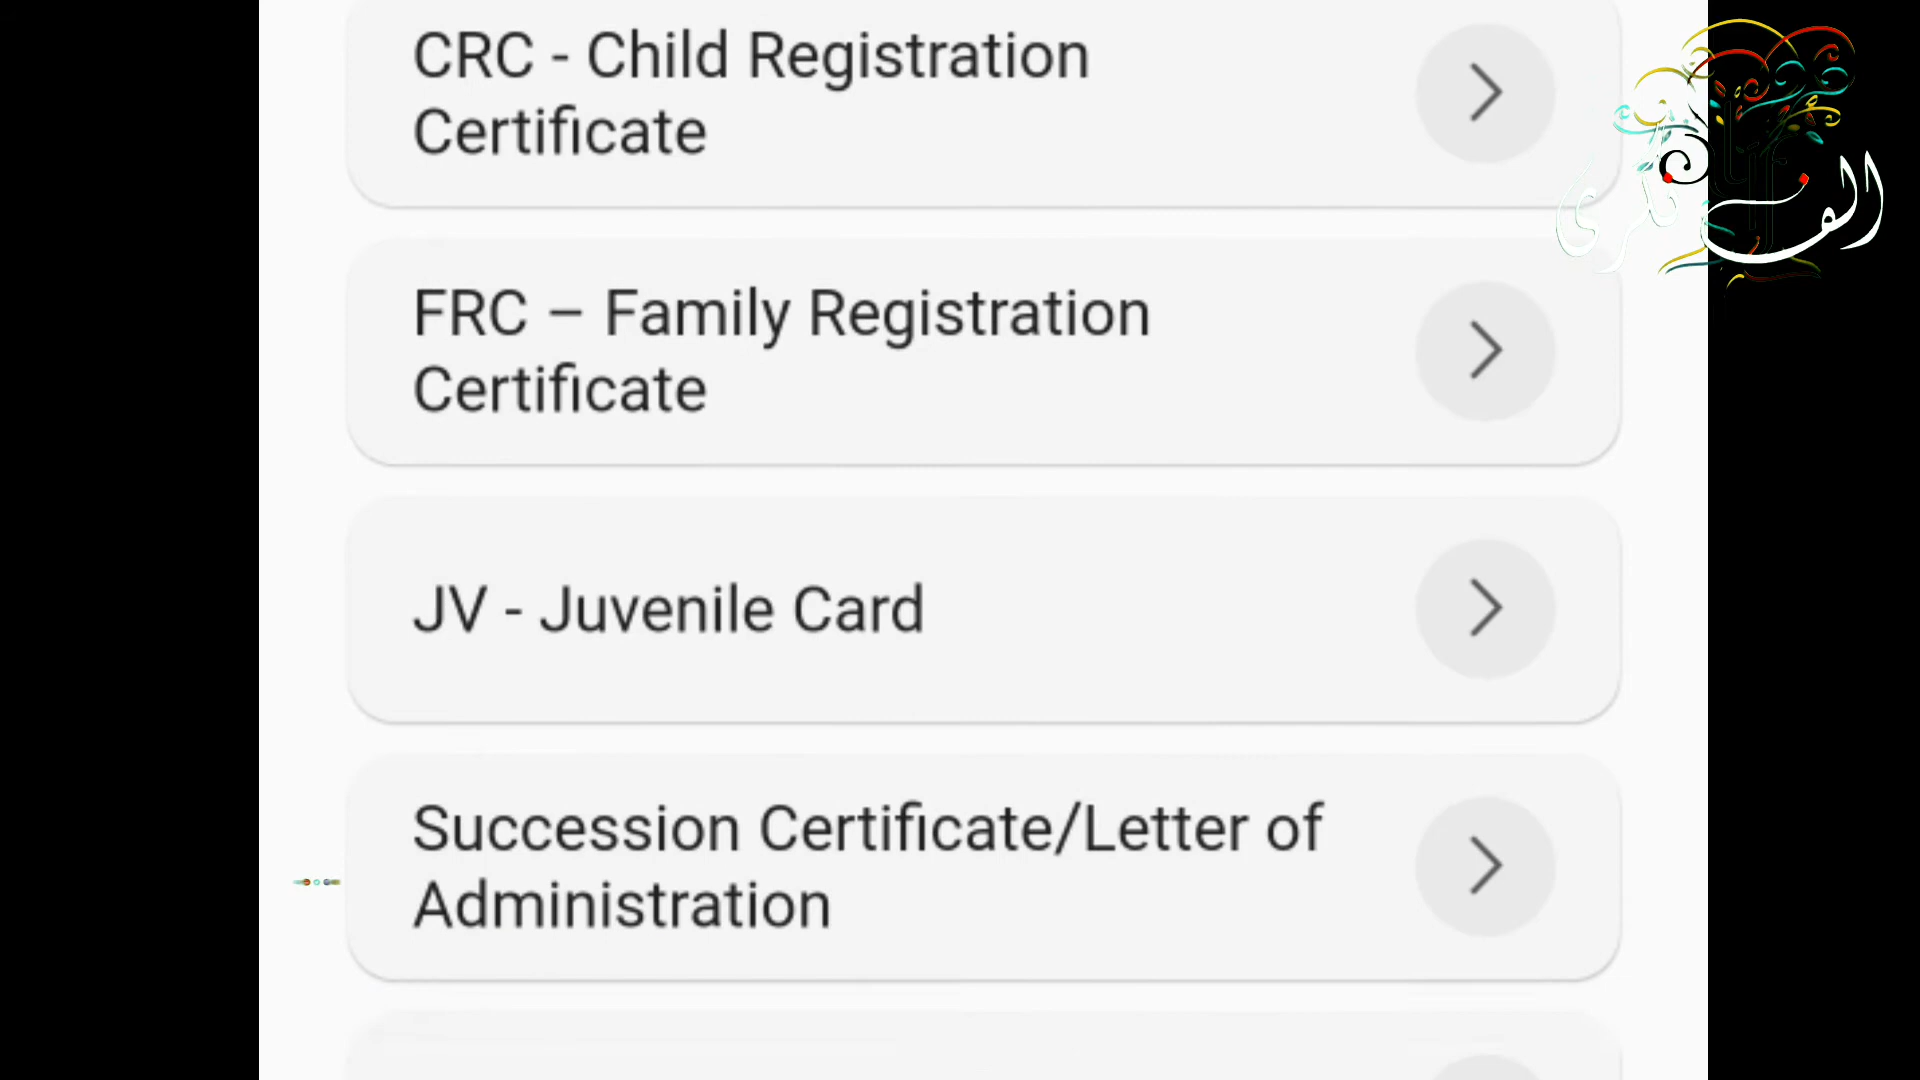 CRC - Child Registration
Certificate
FRC – Family Registration
Certificate
JV - Juvenile Card
Succession Certificate/Letter of
Administration